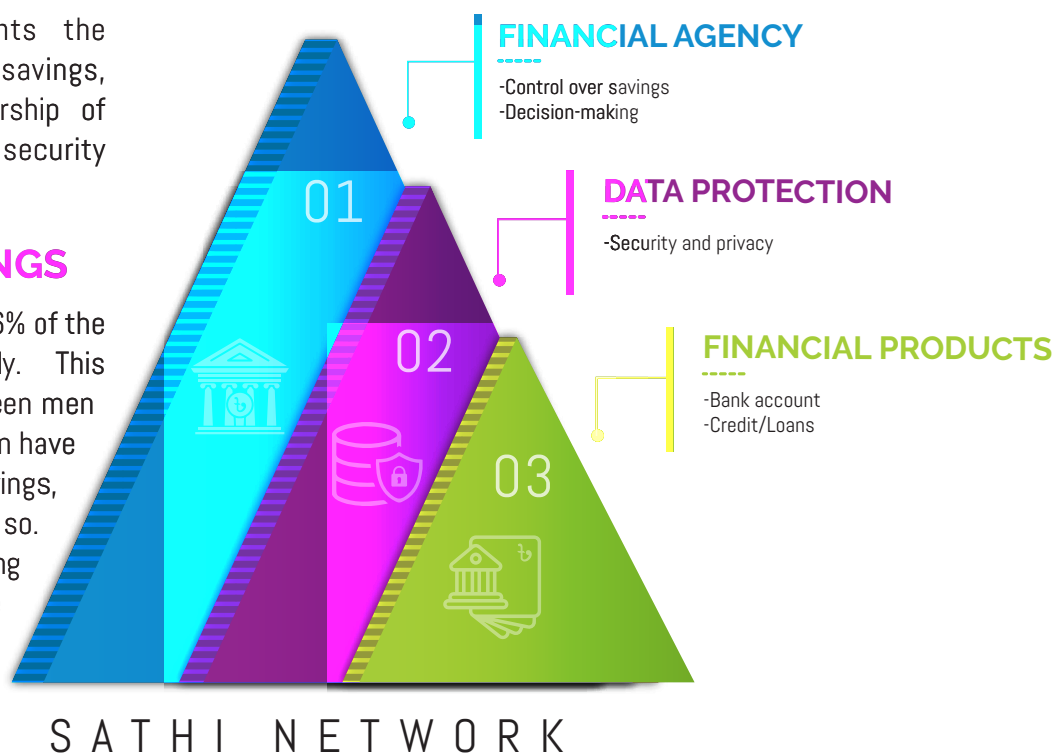 nts the
savings,
rship of
security
NGS
6% of the
ly. This
een men
n have
ings,
so.
ng
FINANCIAL AGENCY
-Control over savings
-Decision-making
DATA PROTECTION
-Security and privacy
FINANCIAL PRODUCTS
-Bank account
-Credit/Loans
01
02
03
৳
৳
SATHI NETWORK